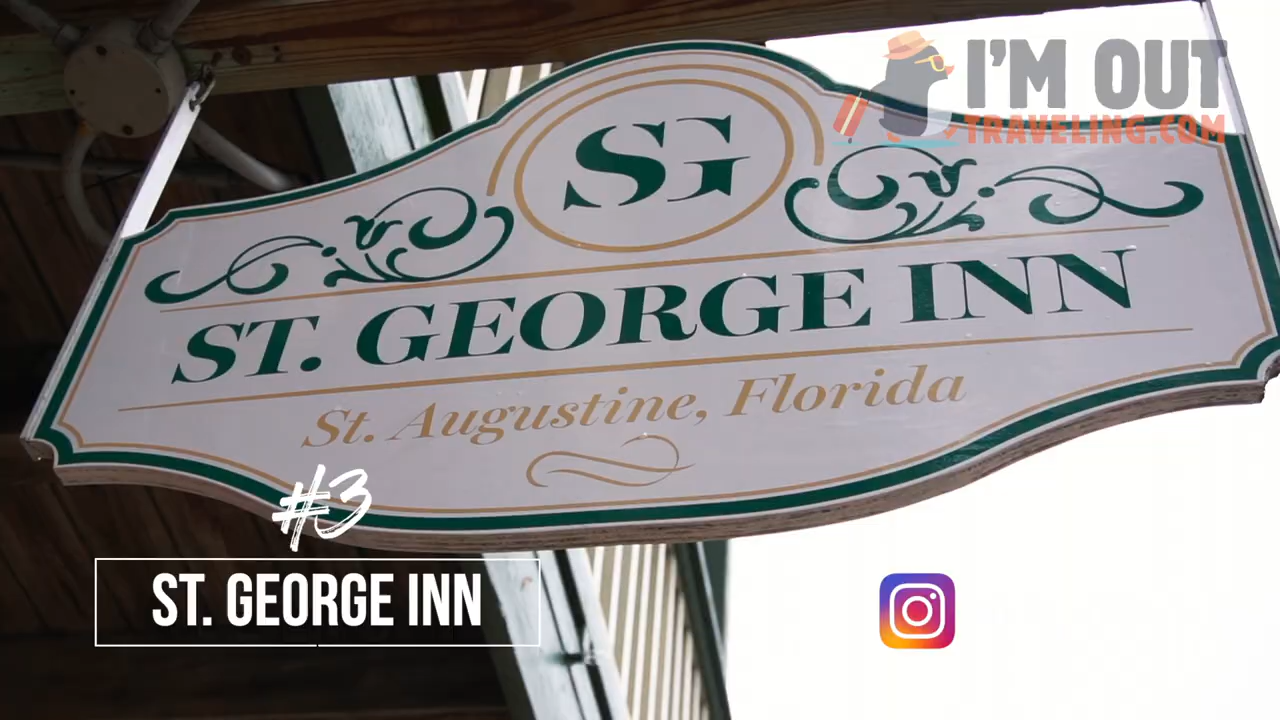 I'M OUT
TRAVELING.COM
SG
ST. GEORGE INN
St. Augustine, Florida
#3
ST. GEORGE INN